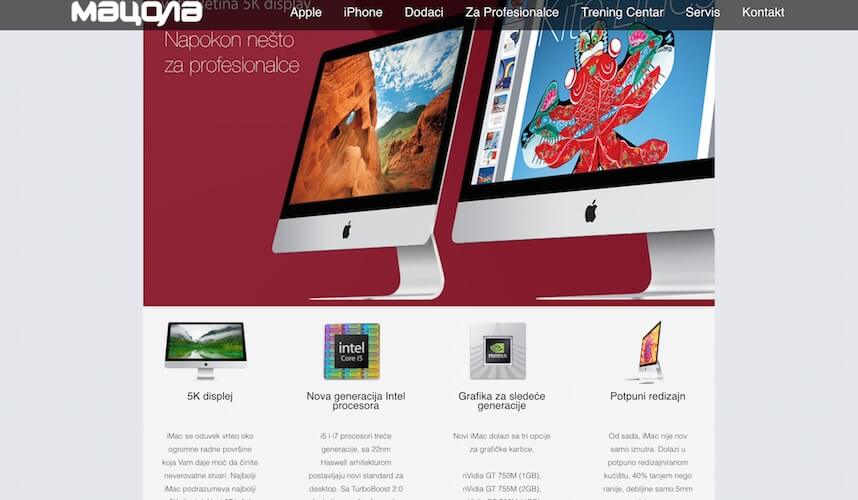 мацола
Apple iPhone Dodaci Za Profesionalce Trening Centar Servis Kontakt
etina 5K display
Napokon nešto
za profesionalce
Kite
intel
Core i5
NVIDIA
5K displej
Nova generacija Intel
procesora
Grafika za sledeće
generacije
Potpuni redizajn
iMac se oduvek vrteo oko
ogromne radne površine
koja Vam daje moć da činite
neverovatne stvari. Najbolji
iMac podrazumeva najbolji
i5 i i7 procesori treće
generacije, sa 22nm
Haswell arhitekturom
postavljaju novi standard za
desktop. Sa TurboBoost 2.0
Novi iMac dolazi sa tri opcije
za grafičke kartice,
nVidia GT 750M (1GB),
nVidia GT 755M (2GB),
Od sada, iMac nije nov
samo iznutra. Dolazi u
potpuno redizajniranom
kućištu, 40% tanjem nego
ranije, debljine samo 5mm